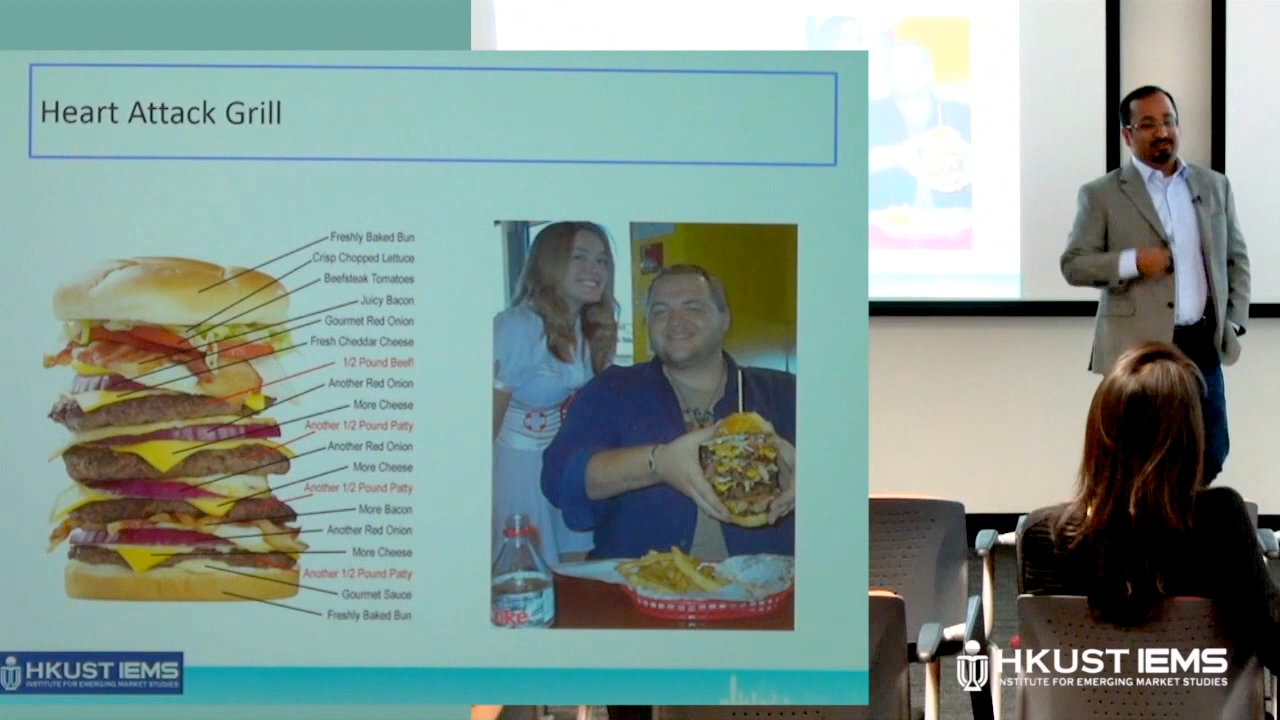 Heart Attack Grill
Freshly Baked Bun
Crisp Chopped Lettuce
Beefsteak Tomatoes
Juicy Bacon
Gourmet Red Onion
Fresh Cheddar Cheese
1/2 Pound Beef!
Another Red Onion
More Cheese
Another 1/2 Pound Patty
Another Red Onion
More Cheese
Another 1/2 Pound Patty
More Bacon
Another Red Onion
More Cheese
Another 1/2 Pound Patty
Gourmet Sauce
Freshly Baked Bun
HKUST IEMS
INSTITUTE FOR EMERGING MARKET STUDIES
HKUST IEMS
INSTITUTE FOR EMERGING MARKET STUDIES